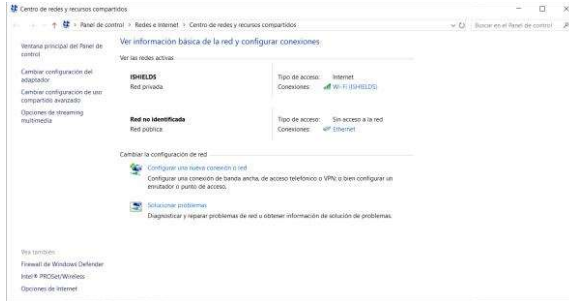 Centro de redes y recursos compartidos
Panel de control > Redes e Internet > Centro de redes y recursos compartidos
Buscar en el Panel de control
Ventana principal del Panel de control
Cambiar configuración del adaptador
Cambiar configuración de uso compartido avanzado
Opciones de streaming multimedia
Ver información básica de la red y configurar conexiones
Ver las redes activas
ISHIELDS
Red privada
Tipo de acceso: Internet
Conexiones: Wi-Fi (ISHIELDS)
Red no identificada
Red pública
Tipo de acceso: Sin acceso a la red
Conexiones: Ethernet
Cambiar la configuración de red
Configurar una nueva conexión o red
Configurar una conexión de banda ancha, de acceso telefónico o VPN; o bien configurar un
enrutador o punto de acceso.
Solucionar problemas
Diagnosticar y reparar problemas de red u obtener información de solución de problemas.
Vea también
Firewall de Windows Defender
Intel® PROSet/Wireless
Opciones de Internet